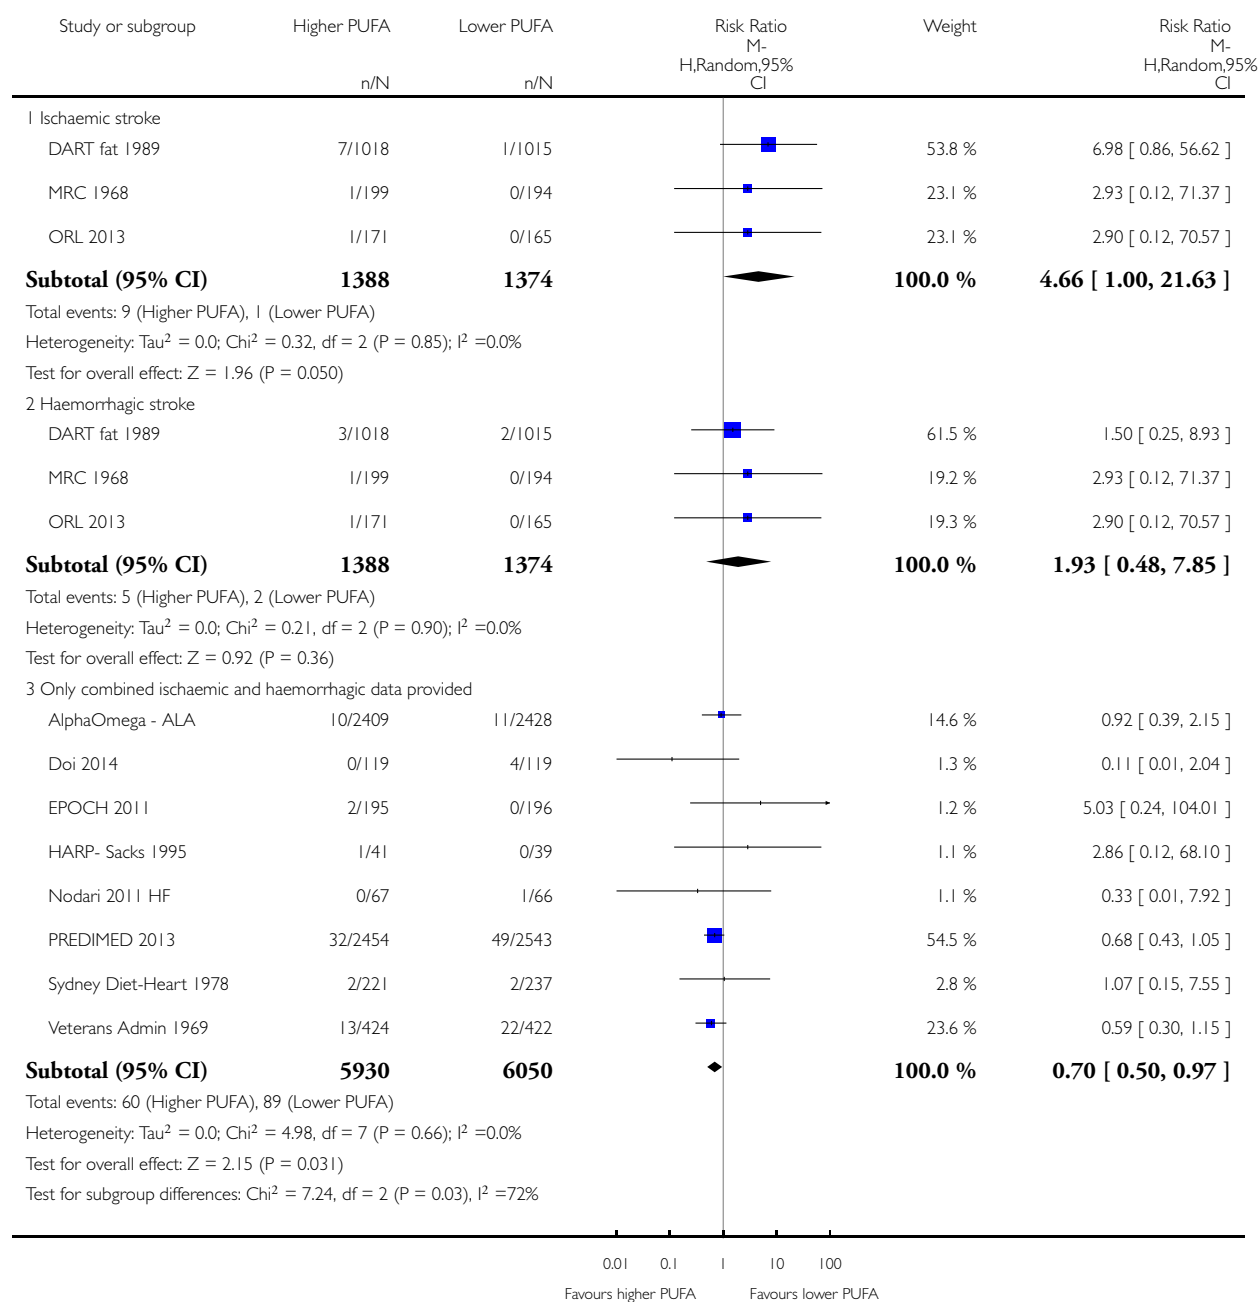 Study or subgroup Higher PUFA Lower PUFA Risk Ratio Weight Risk Ratio
M- M-
H,Random,95% H,Random,95%
n/N n/N CI CI
1 Ischaemic stroke
DART fat 1989 7/1018 1/1015 53.8 % 6.98 [ 0.86, 56.62 ]
MRC 1968 1/199 0/194 23.1 % 2.93 [ 0.12, 71.37 ]
ORL 2013 1/171 0/165 23.1 % 2.90 [ 0.12, 70.57 ]
Subtotal (95% CI) 1388 1374 100.0 % 4.66 [ 1.00, 21.63 ]
Total events: 9 (Higher PUFA), 1 (Lower PUFA)
Heterogeneity: Tau² = 0.0; Chi² = 0.32, df = 2 (P = 0.85); I² =0.0%
Test for overall effect: Z = 1.96 (P = 0.050)
2 Haemorrhagic stroke
DART fat 1989 3/1018 2/1015 61.5 % 1.50 [ 0.25, 8.93 ]
MRC 1968 1/199 0/194 19.2 % 2.93 [ 0.12, 71.37 ]
ORL 2013 1/171 0/165 19.3 % 2.90 [ 0.12, 70.57 ]
Subtotal (95% CI) 1388 1374 100.0 % 1.93 [ 0.48, 7.85 ]
Total events: 5 (Higher PUFA), 2 (Lower PUFA)
Heterogeneity: Tau² = 0.0; Chi² = 0.21, df = 2 (P = 0.90); I² =0.0%
Test for overall effect: Z = 0.92 (P = 0.36)
3 Only combined ischaemic and haemorrhagic data provided
AlphaOmega - ALA 10/2409 11/2428 14.6 % 0.92 [ 0.39, 2.15 ]
Doi 2014 0/119 4/119 1.3 % 0.11 [ 0.01, 2.04 ]
EPOCH 2011 2/195 0/196 1.2 % 5.03 [ 0.24, 104.01 ]
HARP- Sacks 1995 1/41 0/39 1.1 % 2.86 [ 0.12, 68.10 ]
Nodari 2011 HF 0/67 1/66 1.1 % 0.33 [ 0.01, 7.92 ]
PREDIMED 2013 32/2454 49/2543 54.5 % 0.68 [ 0.43, 1.05 ]
Sydney Diet-Heart 1978 2/221 2/237 2.8 % 1.07 [ 0.15, 7.55 ]
Veterans Admin 1969 13/424 22/422 23.6 % 0.59 [ 0.30, 1.15 ]
Subtotal (95% CI) 5930 6050 100.0 % 0.70 [ 0.50, 0.97 ]
Total events: 60 (Higher PUFA), 89 (Lower PUFA)
Heterogeneity: Tau² = 0.0; Chi² = 4.98, df = 7 (P = 0.66); I² =0.0%
Test for overall effect: Z = 2.15 (P = 0.031)
Test for subgroup differences: Chi² = 7.24, df = 2 (P = 0.03), I² =72%
0.01 0.1 1 10 100
Favours higher PUFA Favours lower PUFA